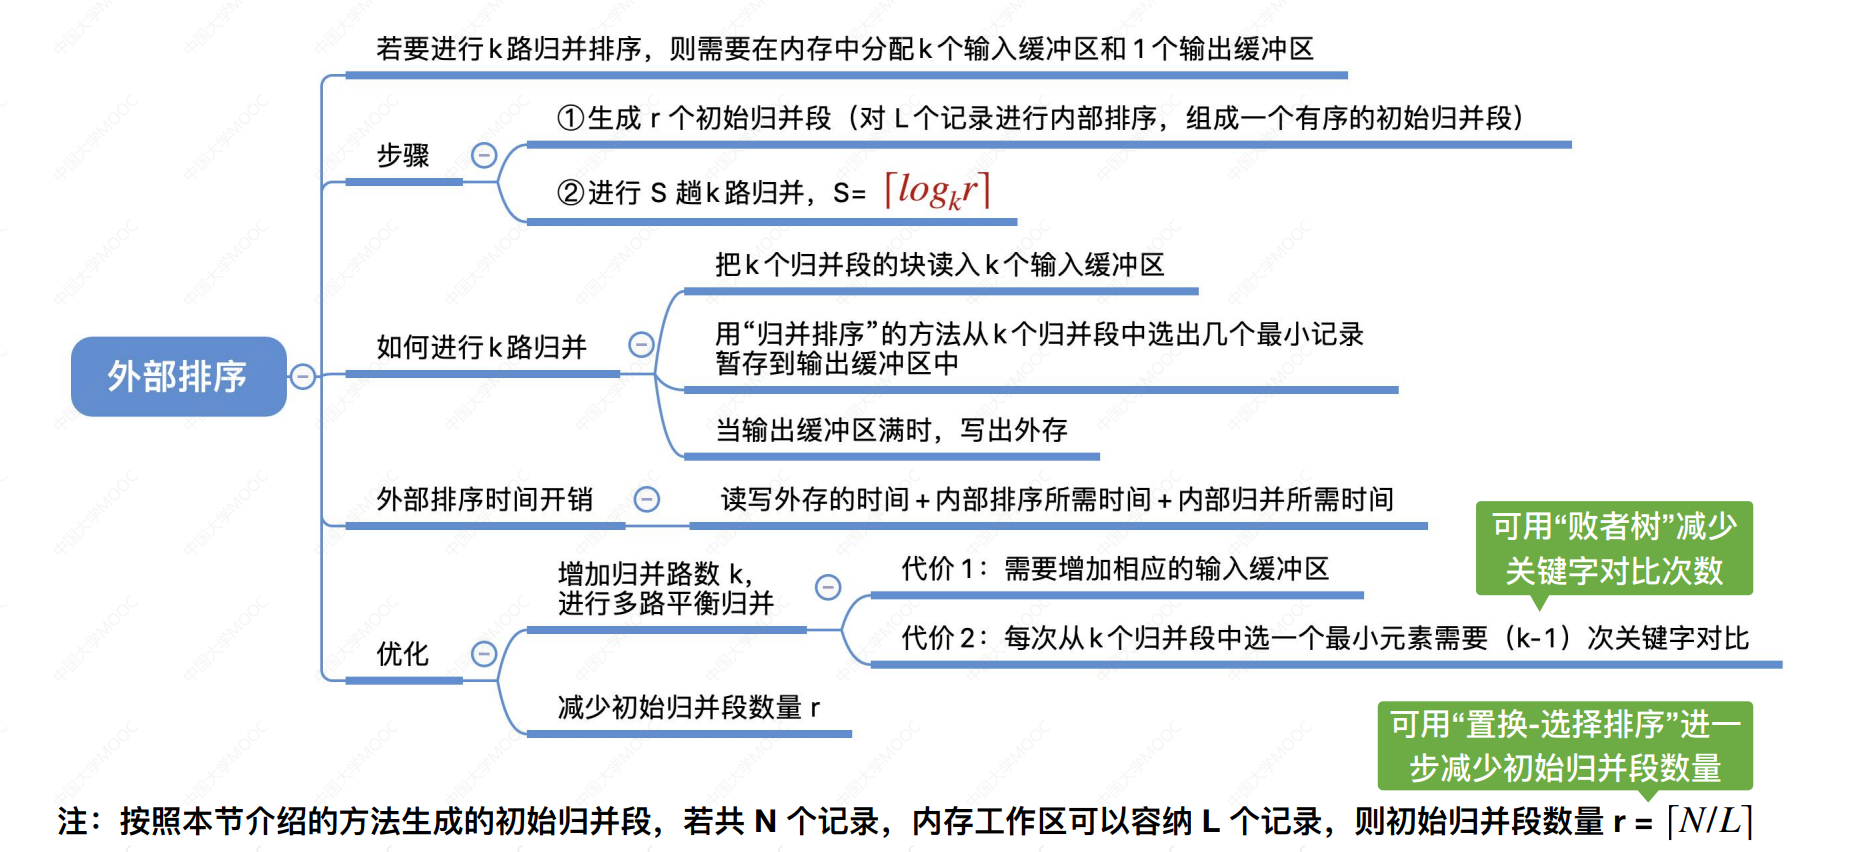 若要进行k路归并排序，则需要在内存中分配k个输入缓冲区和1个输出缓冲区
步骤
①生成 r 个初始归并段（对 L个记录进行内部排序，组成一个有序的初始归并段）
②进行 S 趟k路归并，S= ⌈log_k r⌉
外部排序
如何进行k路归并
把k个归并段的块读入k个输入缓冲区
用“归并排序”的方法从k个归并段中选出几个最小记录
暂存到输出缓冲区中
当输出缓冲区满时，写出外存
外部排序时间开销
读写外存的时间+内部排序所需时间+内部归并所需时间
优化
增加归并路数 k，
进行多路平衡归并
代价 1：需要增加相应的输入缓冲区
代价 2：每次从k个归并段中选一个最小元素需要（k-1）次关键字对比
可用“败者树”减少
关键字对比次数
减少初始归并段数量 r
可用“置换-选择排序”进一
步减少初始归并段数量
注：按照本节介绍的方法生成的初始归并段，若共 N 个记录，内存工作区可以容纳 L 个记录，则初始归并段数量 r = ⌈N/L⌉
中国大学MOOC